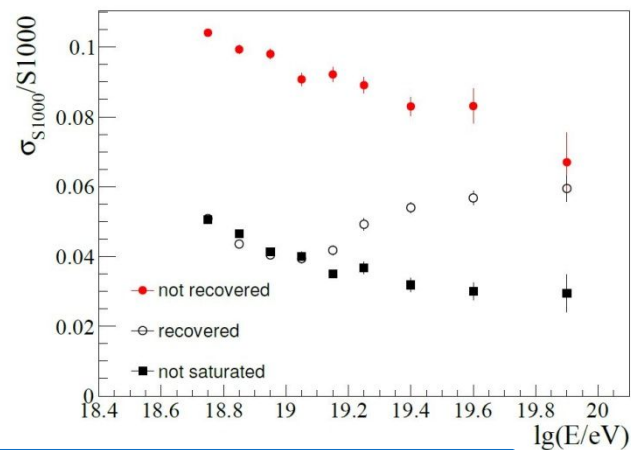 σS1000/S1000
0.1
0.08
0.06
0.04
0.02
0
not recovered
recovered
not saturated
18.4 18.6 18.8 19 19.2 19.4 19.6 19.8 20
lg(E/eV)